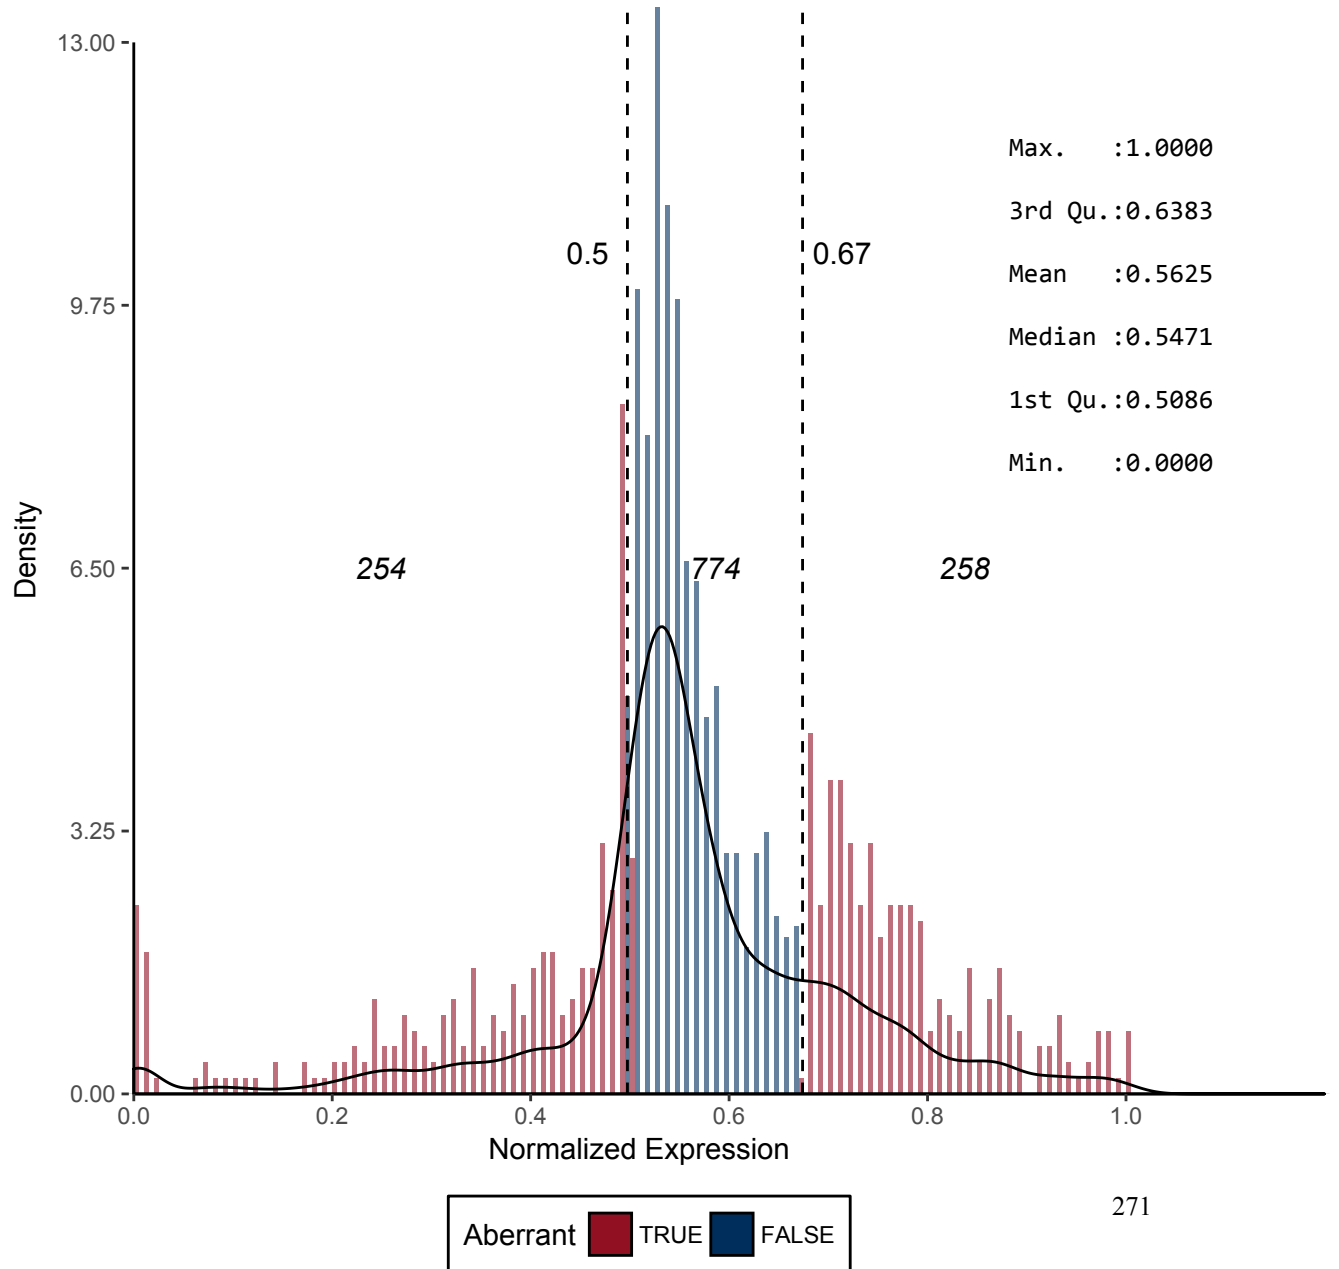 13.00
9.75
6.50
3.25
0.00
Density
0.5
0.67
Max. :1.0000
3rd Qu.:0.6383
Mean :0.5625
Median :0.5471
1st Qu.:0.5086
Min. :0.0000
254
774
258
0.0 0.2 0.4 0.6 0.8 1.0
Normalized Expression
Aberrant TRUE FALSE
271